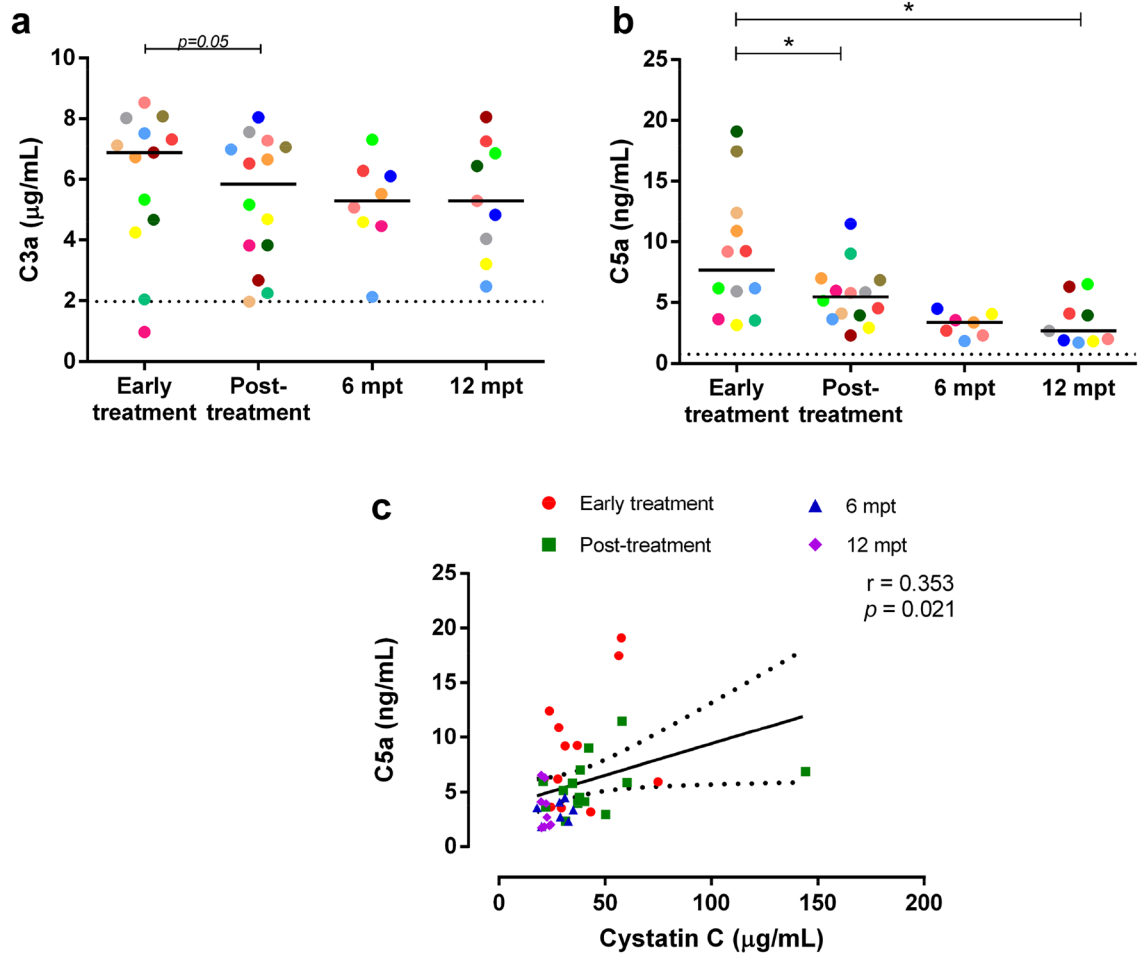 a
p=0.05
C3a (μg/mL)
10
8
6
4
2
0
Early treatment
Post-treatment
6 mpt
12 mpt
b
*
*
C5a (ng/mL)
25
20
15
10
5
0
Early treatment
Post-treatment
6 mpt
12 mpt
c
Early treatment
6 mpt
Post-treatment
12 mpt
r = 0.353
p = 0.021
C5a (ng/mL)
25
20
15
10
5
0
0 50 100 150 200
Cystatin C (μg/mL)